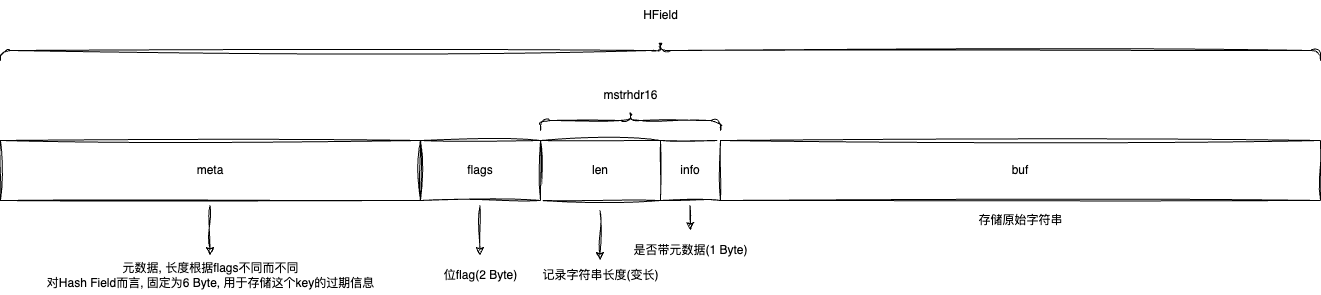 HField
mstrhdr16
meta
flags
len
info
buf
存储原始字符串
是否带元数据(1 Byte)
元数据, 长度根据flags不同而不同
对Hash Field而言, 固定为6 Byte, 用于存储这个key的过期信息
位flag(2 Byte)
记录字符串长度(变长)